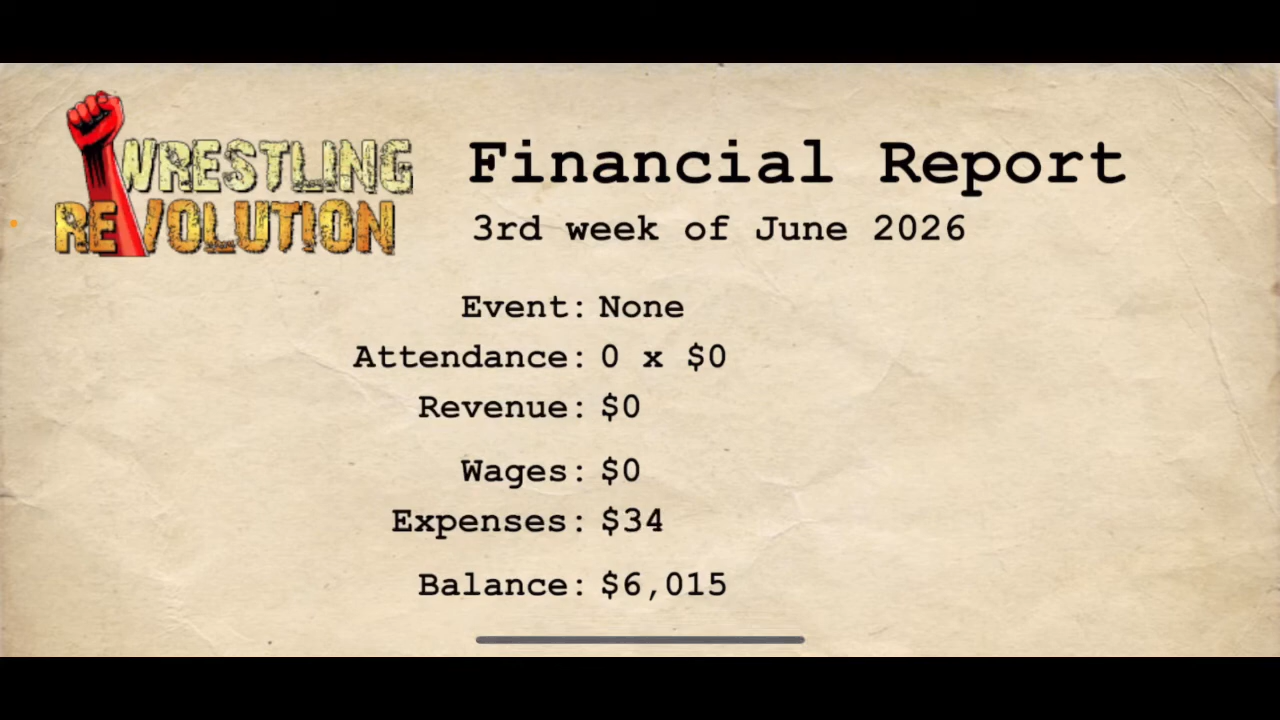 WRESTLING
REVOLUTION
Financial Report
3rd week of June 2026
Event: None
Attendance: 0 x $0
Revenue: $0
Wages: $0
Expenses: $34
Balance: $6,015